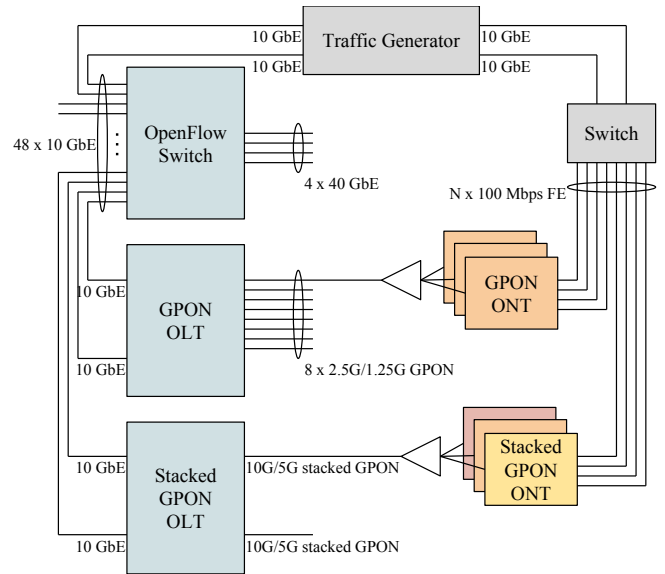 10 GbE
Traffic Generator
10 GbE
10 GbE
10 GbE
48 x 10 GbE
OpenFlow
Switch
4 x 40 GbE
Switch
N x 100 Mbps FE
10 GbE
GPON
OLT
10 GbE
8 x 2.5G/1.25G GPON
GPON
ONT
10 GbE
Stacked
GPON
OLT
10 GbE
10G/5G stacked GPON
10G/5G stacked GPON
Stacked
GPON
ONT